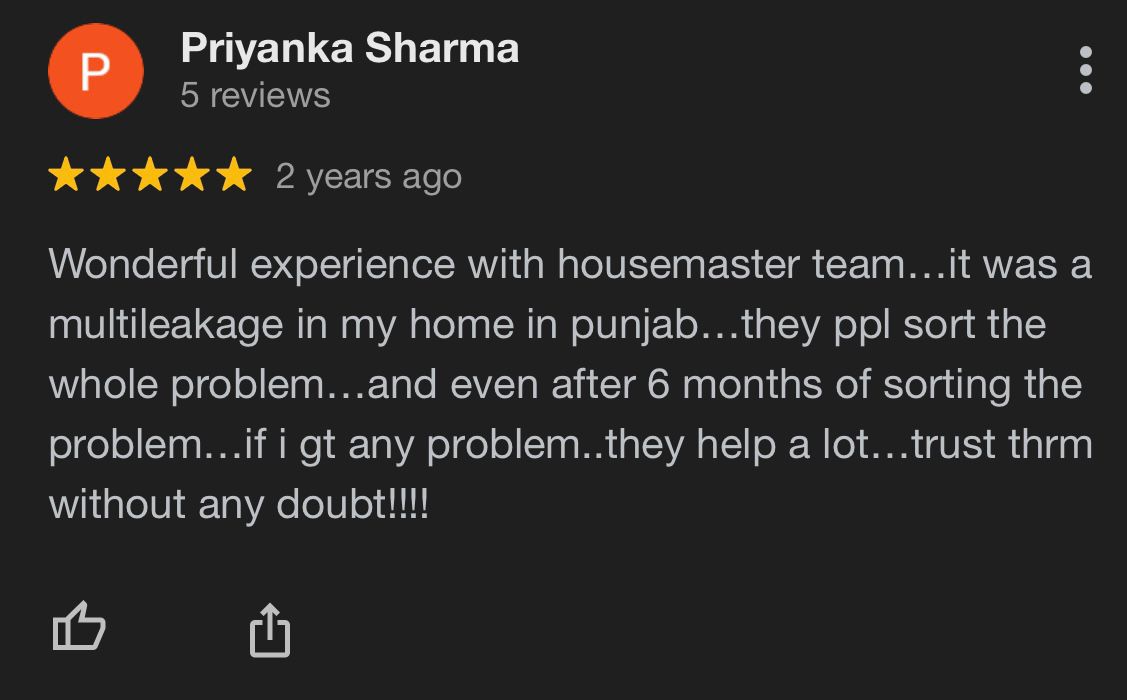 P
Priyanka Sharma
5 reviews
2 years ago
Wonderful experience with housemaster team...it was a
multileakage in my home in punjab...they ppl sort the
whole problem...and even after 6 months of sorting the
problem...if i gt any problem..they help a lot...trust thrm
without any doubt!!!!